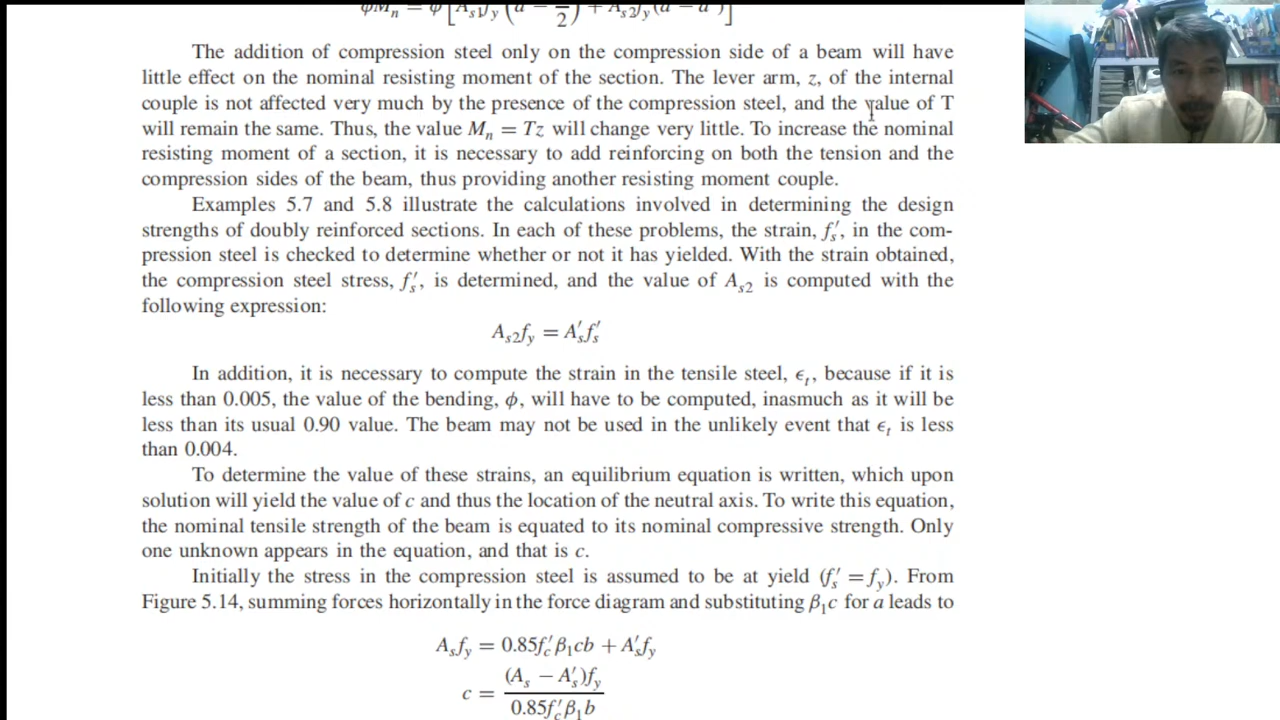 ϕMₙ = ϕ[Aₛ₁f_y(d − a/2) + Aₛ₂f_y(d − d′)]
The addition of compression steel only on the compression side of a beam will have
little effect on the nominal resisting moment of the section. The lever arm, z, of the internal
couple is not affected very much by the presence of the compression steel, and the value of T
will remain the same. Thus, the value Mₙ = Tz will change very little. To increase the nominal
resisting moment of a section, it is necessary to add reinforcing on both the tension and the
compression sides of the beam, thus providing another resisting moment couple.
Examples 5.7 and 5.8 illustrate the calculations involved in determining the design
strengths of doubly reinforced sections. In each of these problems, the strain, f′ₛ, in the com-
pression steel is checked to determine whether or not it has yielded. With the strain obtained,
the compression steel stress, f′ₛ, is determined, and the value of Aₛ₂ is computed with the
following expression:
Aₛ₂f_y = A′ₛf′ₛ
In addition, it is necessary to compute the strain in the tensile steel, ϵₜ, because if it is
less than 0.005, the value of the bending, ϕ, will have to be computed, inasmuch as it will be
less than its usual 0.90 value. The beam may not be used in the unlikely event that ϵₜ is less
than 0.004.
To determine the value of these strains, an equilibrium equation is written, which upon
solution will yield the value of c and thus the location of the neutral axis. To write this equation,
the nominal tensile strength of the beam is equated to its nominal compressive strength. Only
one unknown appears in the equation, and that is c.
Initially the stress in the compression steel is assumed to be at yield (f′ₛ = f_y). From
Figure 5.14, summing forces horizontally in the force diagram and substituting β₁c for a leads to
Aₛf_y = 0.85f′_cβ₁cb + A′ₛf_y
c = (Aₛ − A′ₛ)f_y / 0.85f′_cβ₁b